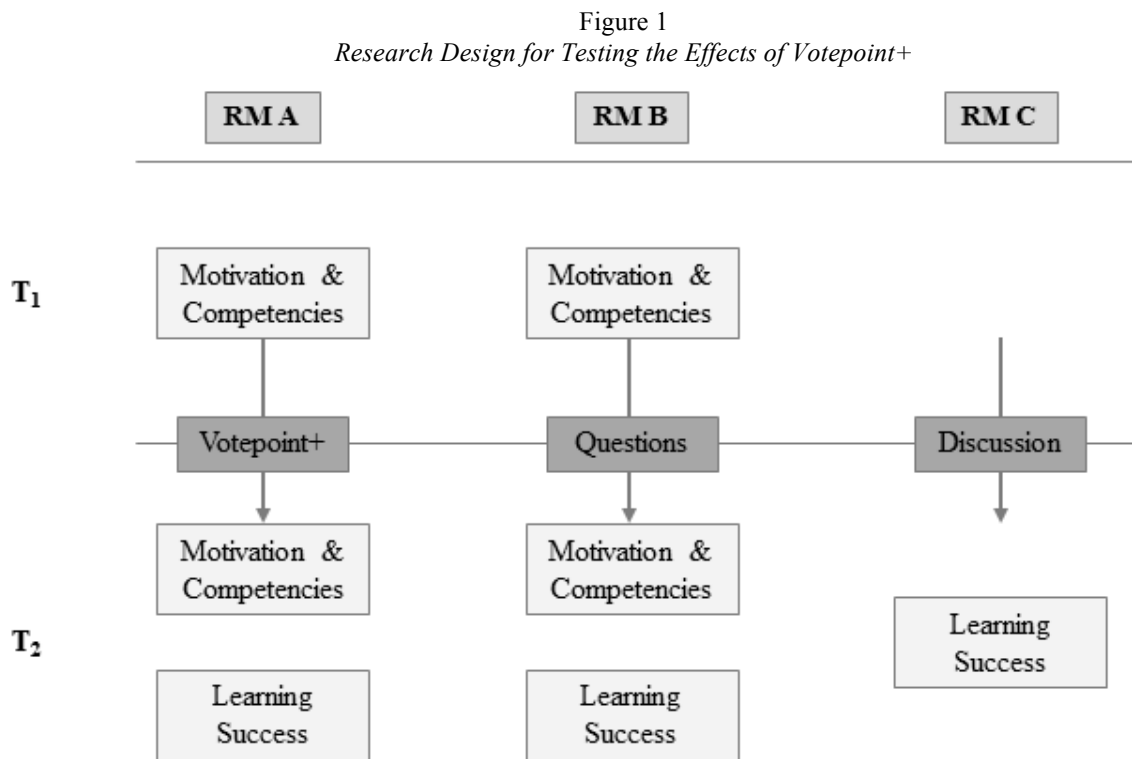 Figure 1
Research Design for Testing the Effects of Votepoint+
RM A
RM B
RM C
T₁
Motivation &
Competencies
Motivation &
Competencies
Votepoint+
Questions
Discussion
T₂
Motivation &
Competencies
Motivation &
Competencies
Learning
Success
Learning
Success
Learning
Success